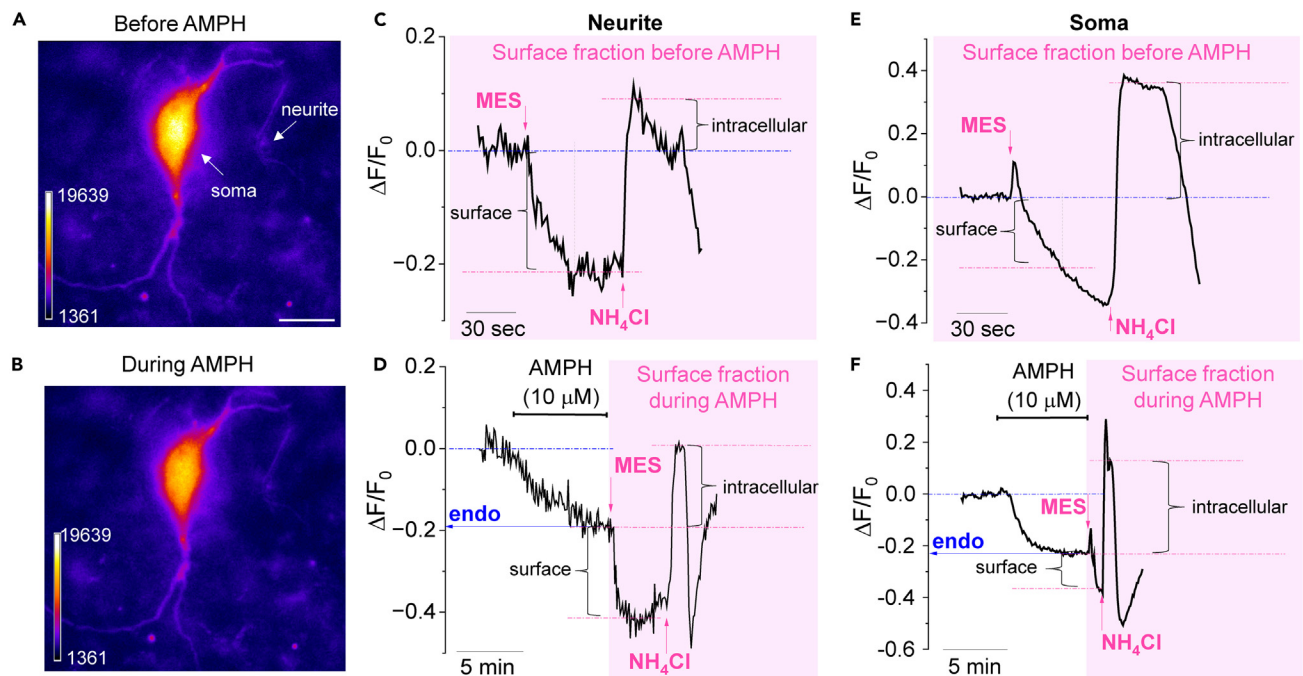 A
Before AMPH
neurite
soma
19639
1361
B
During AMPH
19639
1361
C
Neurite
Surface fraction before AMPH
MES
intracellular
surface
NH₄Cl
ΔF/F₀
0.2
0.0
−0.2
30 sec
D
AMPH
(10 μM)
Surface fraction
during AMPH
MES
endo
intracellular
surface
NH₄Cl
ΔF/F₀
0.2
0.0
−0.2
−0.4
5 min
E
Soma
Surface fraction before AMPH
MES
intracellular
surface
NH₄Cl
ΔF/F₀
0.4
0.2
0.0
−0.2
−0.4
30 sec
F
AMPH
(10 μM)
Surface fraction
during AMPH
MES
endo
intracellular
surface
NH₄Cl
ΔF/F₀
0.4
0.2
0.0
-0.2
-0.4
-0.6
5 min